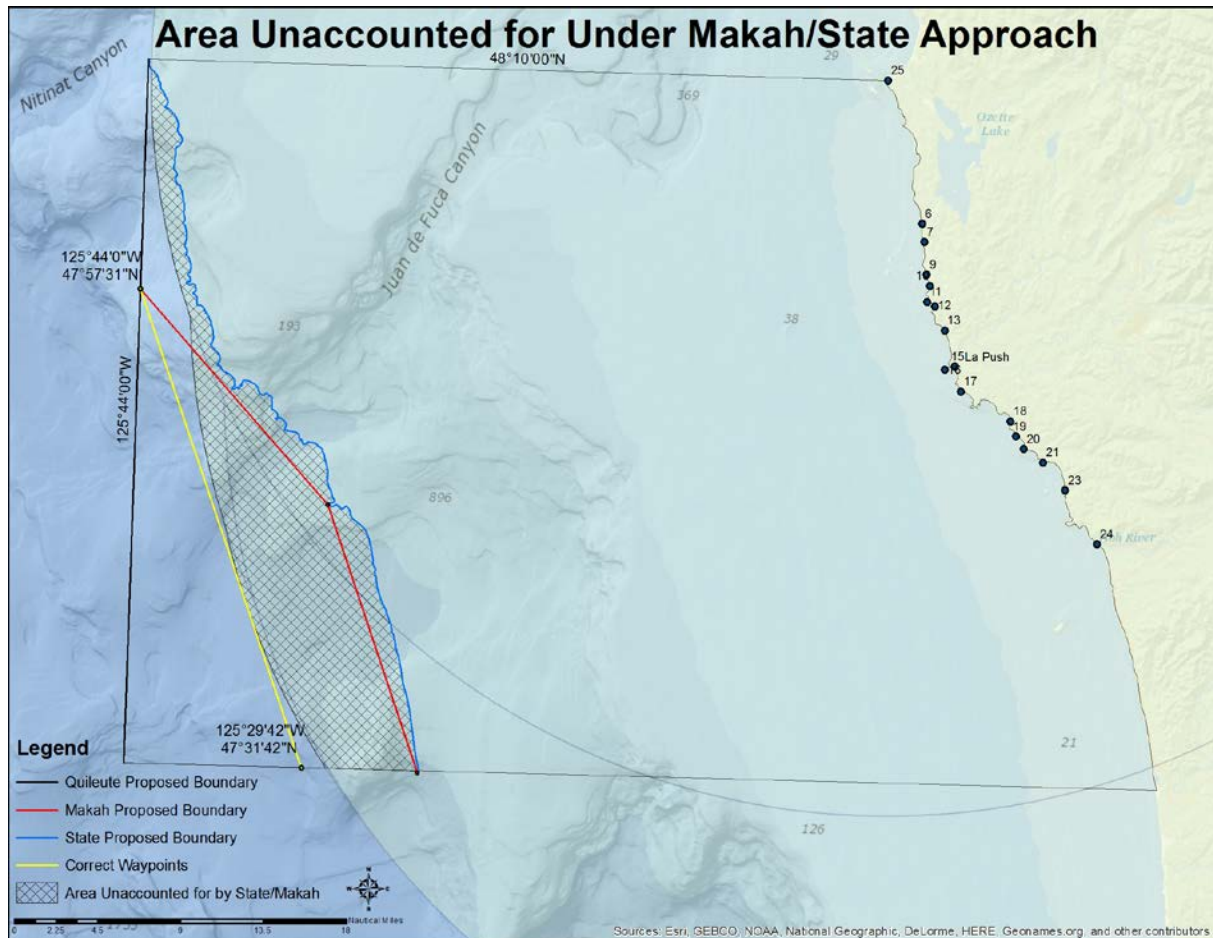 Area Unaccounted for Under Makah/State Approach
Nitinat Canyon
48°10'00"N
29
25
369
Ozette
Lake
Juan de Fuca Canyon
6
7
125°44'0"W
47°57'31"N
9
10
11
12
193
38
13
15 La Push
16
17
125°44'00"W
18
19
20
21
896
23
24
River
125°29'42"W
47°31'42"N
21
126
Legend
Quileute Proposed Boundary
Makah Proposed Boundary
State Proposed Boundary
Correct Waypoints
Area Unaccounted for by State/Makah
N
Nautical Miles
0 2.25 4.5 9 13.5 18
Sources: Esri, GEBCO, NOAA, National Geographic, DeLorme, HERE, Geonames.org, and other contributors